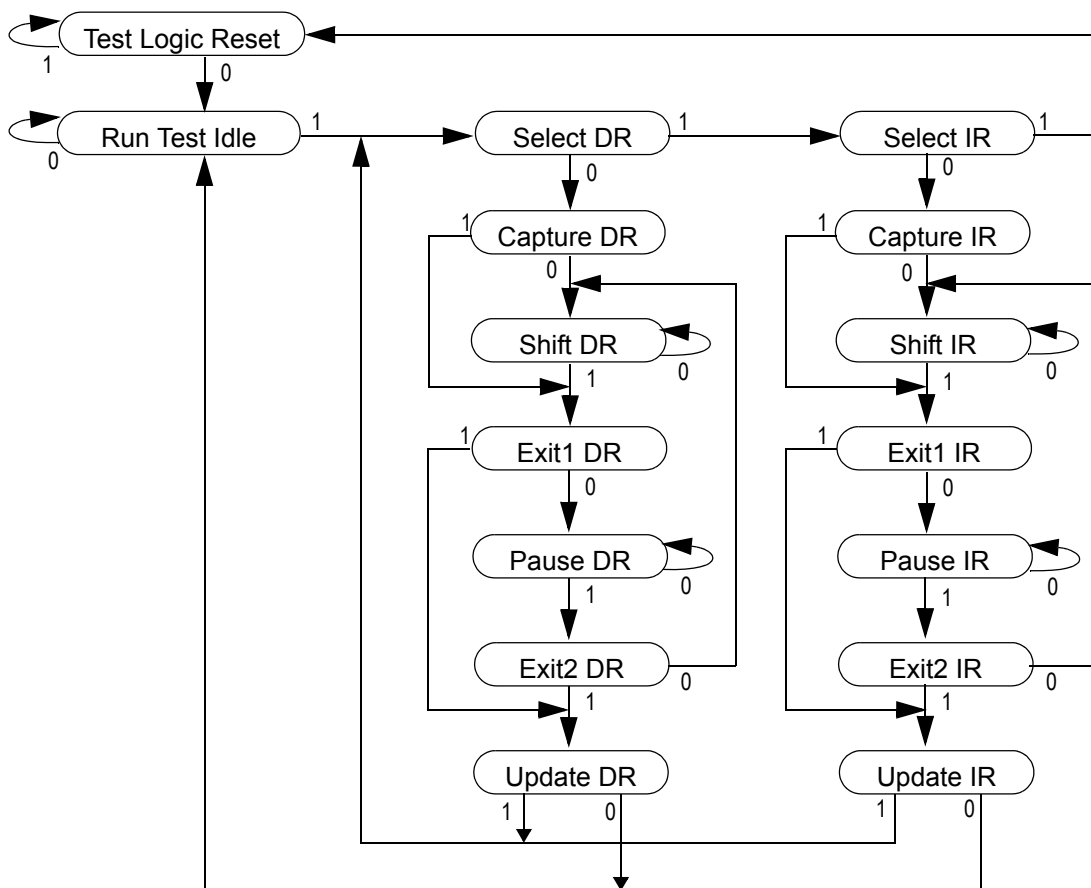 Test Logic Reset
1
0
Run Test Idle
1
0
Select DR
1
0
Select IR
1
0
1
Capture DR
0
1
Capture IR
0
Shift DR
0
1
Shift IR
0
1
1
Exit1 DR
0
1
Exit1 IR
0
Pause DR
0
1
Pause IR
0
1
Exit2 DR
0
1
Exit2 IR
0
1
Update DR
1
0
Update IR
1
0